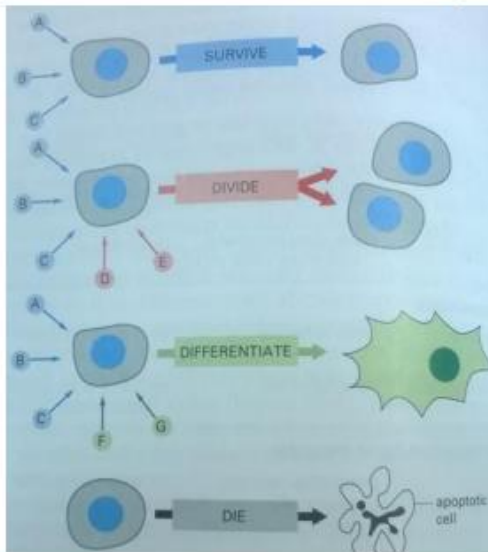 A
B
SURVIVE
C
A
B
DIVIDE
C
D
E
A
B
DIFFERENTIATE
C
F
G
DIE
apoptotic
cell